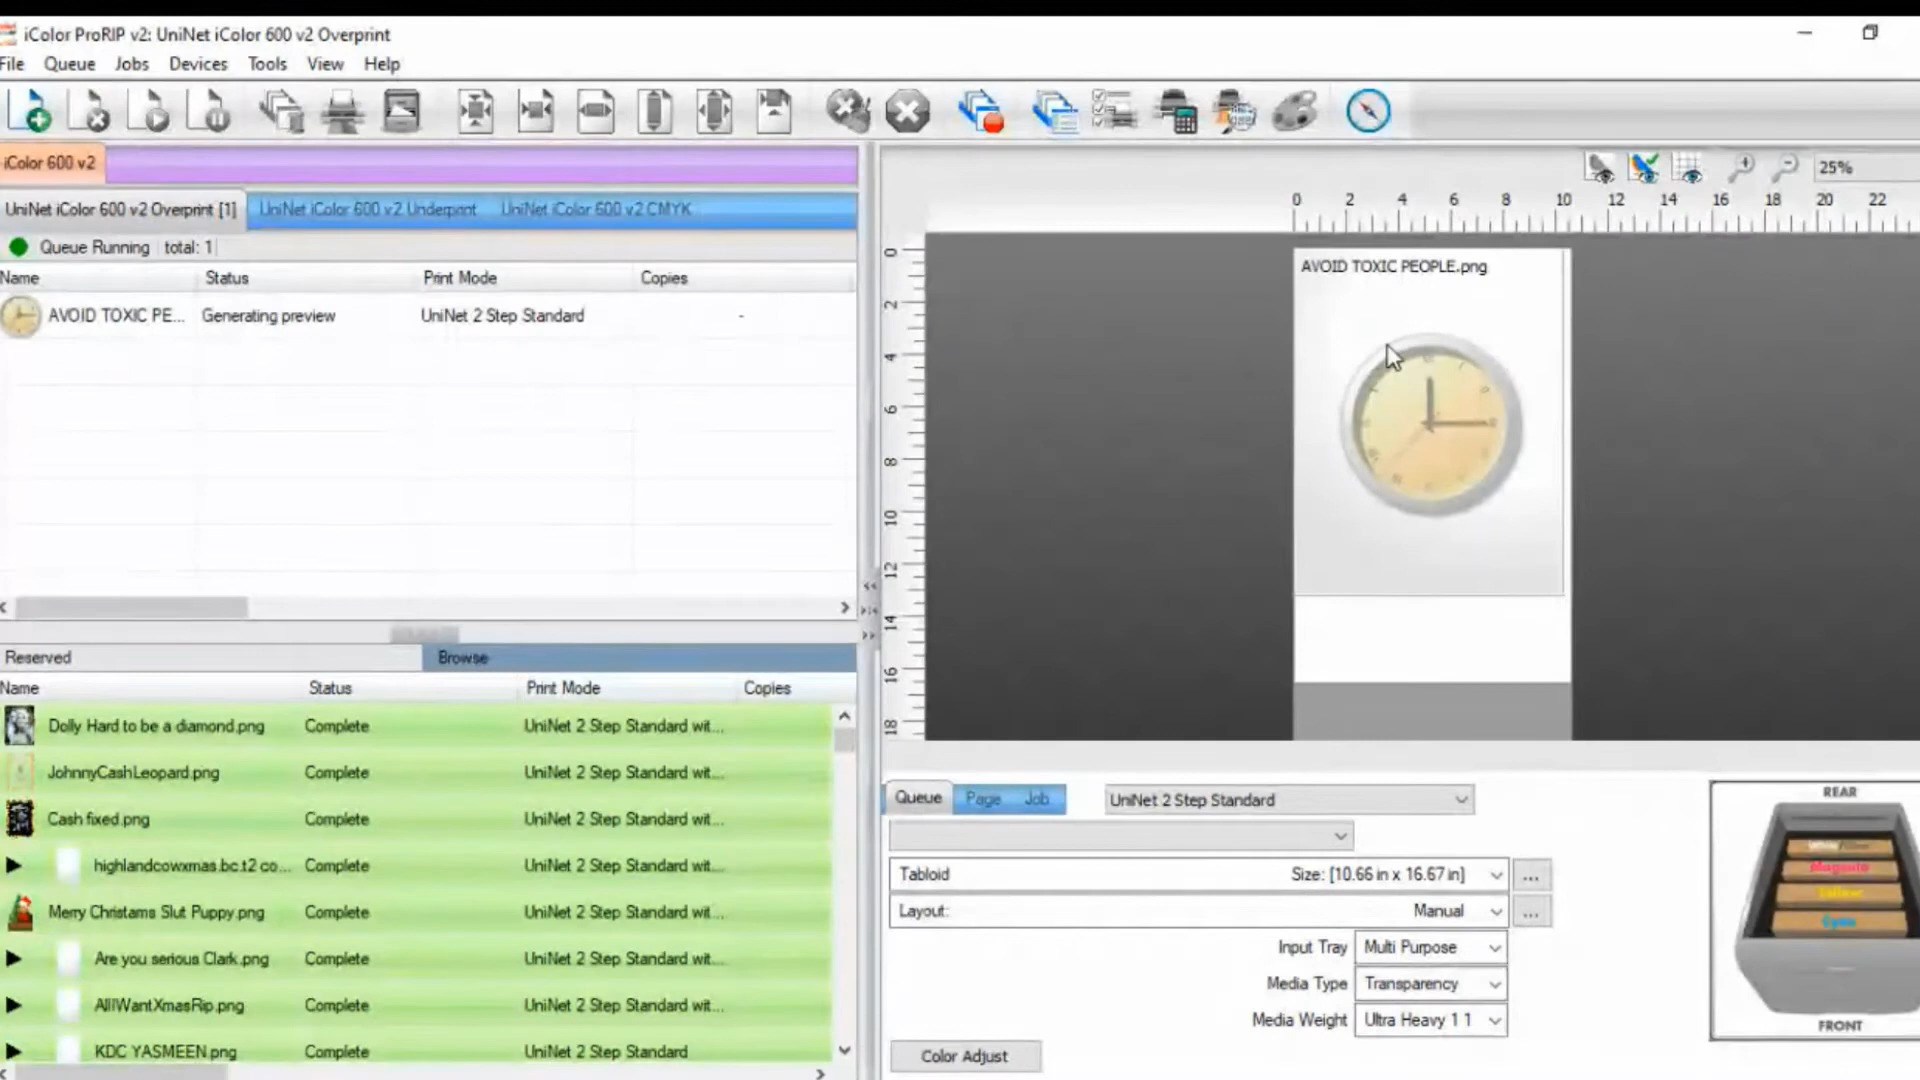 iColor ProRIP v2: UniNet iColor 600 v2 Overprint
File Queue Jobs Devices Tools View Help
iColor 600 v2
UniNet iColor 600 v2 Overprint [1] UniNet iColor 600 v2 Underprint UniNet iColor 600 v2 CMYK
Queue Running total: 1
Name Status Print Mode Copies
AVOID TOXIC PE... Generating preview UniNet 2 Step Standard -
Reserved Browse
Name Status Print Mode Copies
Dolly Hard to be a diamond.png Complete UniNet 2 Step Standard wit...
JohnnyCashLeopard.png Complete UniNet 2 Step Standard wit...
Cash fixed.png Complete UniNet 2 Step Standard wit...
highlandcowxmas.bc.t2 co... Complete UniNet 2 Step Standard wit...
Merry Christams Slut Puppy.png Complete UniNet 2 Step Standard wit...
Are you serious Clark.png Complete UniNet 2 Step Standard wit...
AllIWantXmasRip.png Complete UniNet 2 Step Standard wit...
KDC YASMEEN.png Complete UniNet 2 Step Standard
25%
0 2 4 6 8 10 12 14 16 18 20 22
0
2
4
6
8
10
12
14
16
18
AVOID TOXIC PEOPLE.png
Queue Page Job UniNet 2 Step Standard
Tabloid Size: [10.66 in x 16.67 in] ...
Layout: Manual ...
Input Tray Multi Purpose
Media Type Transparency
Media Weight Ultra Heavy 1 1
Color Adjust
REAR
Magenta
Yellow
Cyan
FRONT